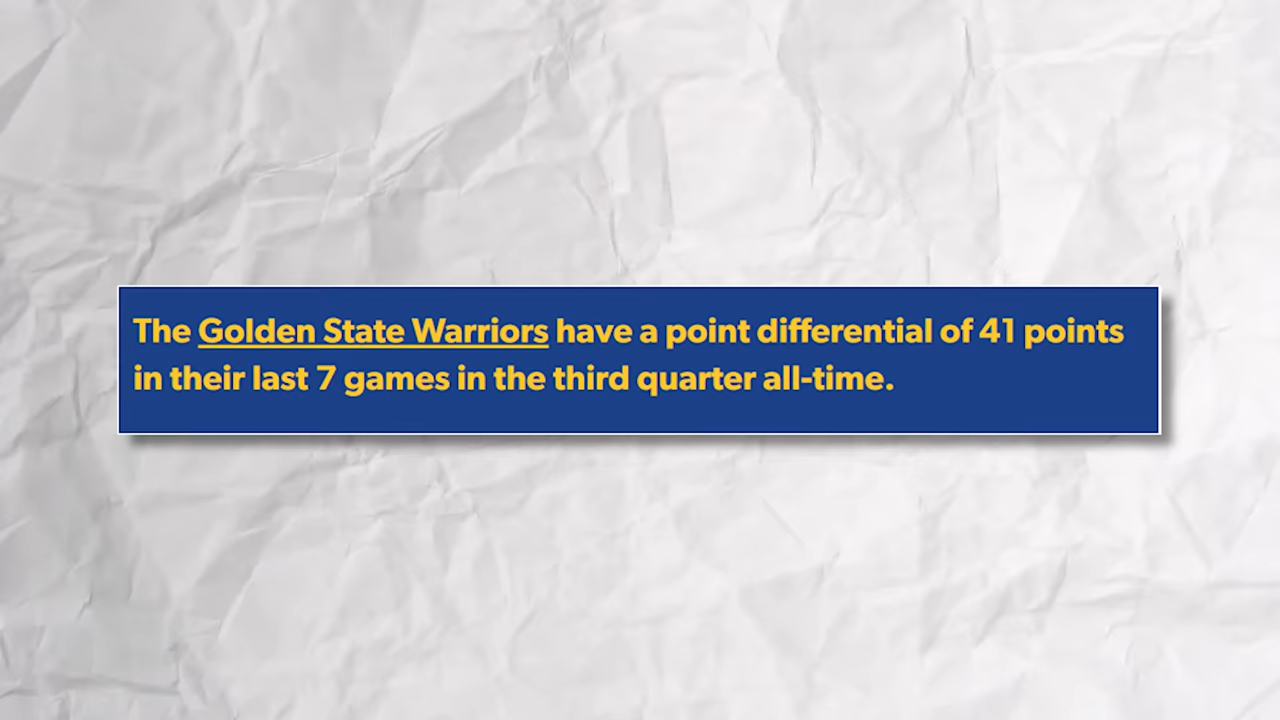 The Golden State Warriors have a point differential of 41 points
in their last 7 games in the third quarter all-time.